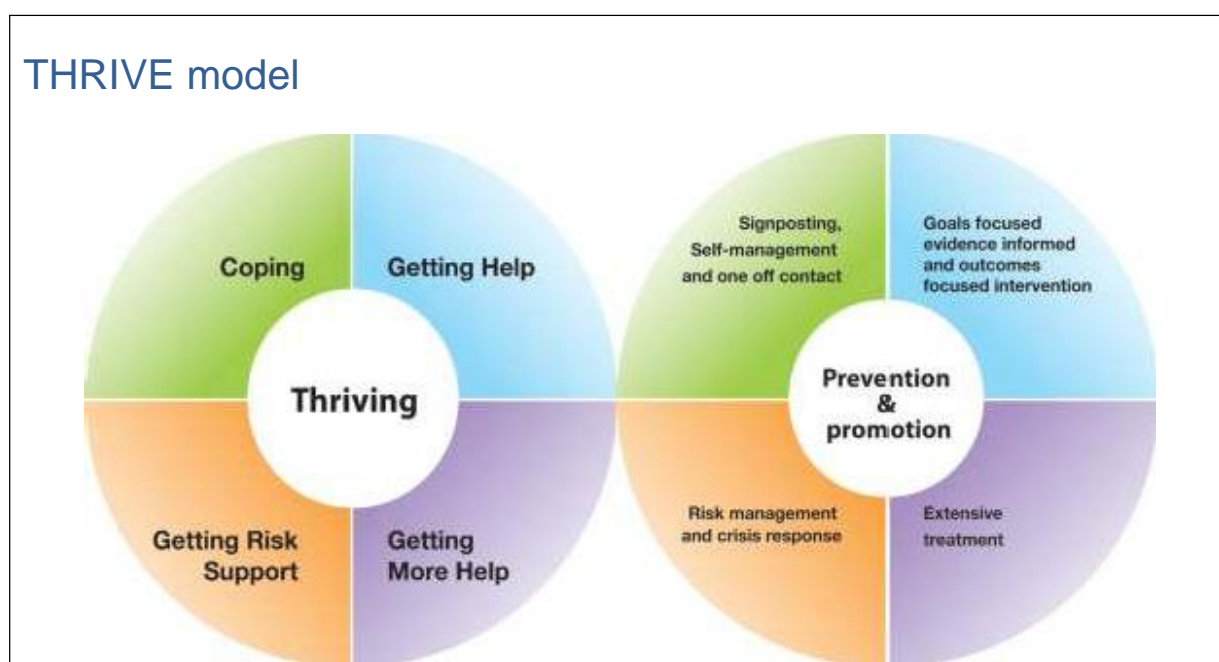 THRIVE model
Coping
Getting Help
Thriving
Getting Risk
Support
Getting
More Help
Signposting,
Self-management
and one off contact
Goals focused
evidence informed
and outcomes
focused intervention
Prevention
&
promotion
Risk management
and crisis response
Extensive
treatment